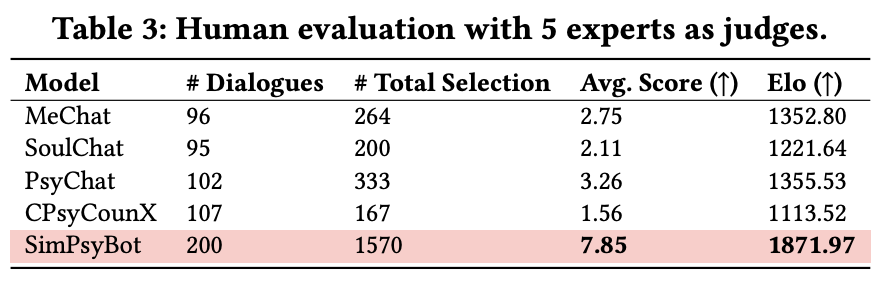 Table 3: Human evaluation with 5 experts as judges.
Model # Dialogues # Total Selection Avg. Score (↑) Elo (↑)
MeChat 96 264 2.75 1352.80
SoulChat 95 200 2.11 1221.64
PsyChat 102 333 3.26 1355.53
CPsyCounX 107 167 1.56 1113.52
SimPsyBot 200 1570 7.85 1871.97